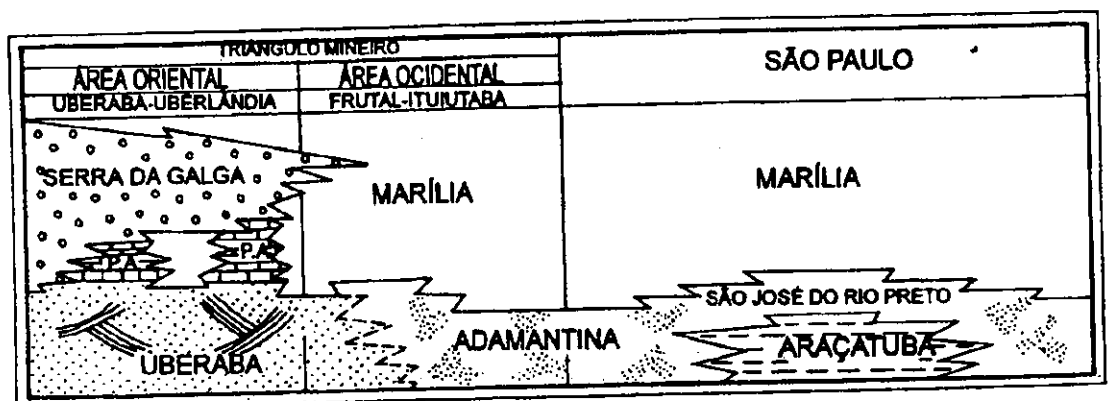 TRIÂNGULO MINEIRO
SÃO PAULO
ÁREA ORIENTAL
ÁREA OCIDENTAL
UBERABA-UBERLÂNDIA
FRUTAL-ITUIUTABA
SERRA DA GALGA
MARÍLIA
MARÍLIA
P.A
P.A
SÃO JOSÉ DO RIO PRETO
ADAMANTINA
ARAÇATUBA
UBERABA